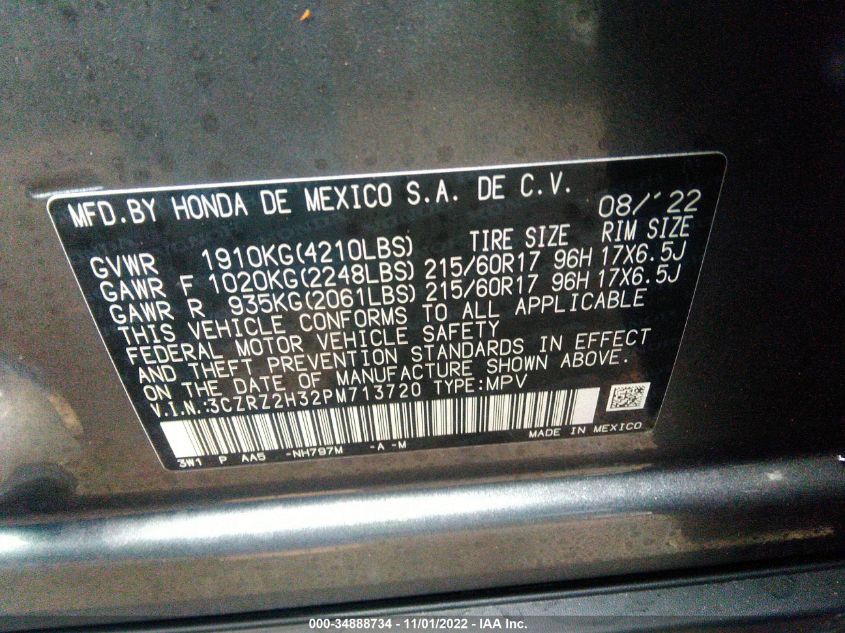 MFD.BY HONDA DE MEXICO S.A. DE C.V. 08/'22
TIRE SIZE RIM SIZE
GVWR 1910KG(4210LBS)
GAWR F 1020KG(2248LBS) 215/60R17 96H 17X6.5J
GAWR R 935KG(2061LBS) 215/60R17 96H 17X6.5J
THIS VEHICLE CONFORMS TO ALL APPLICABLE
FEDERAL MOTOR VEHICLE SAFETY
AND THEFT PREVENTION STANDARDS IN EFFECT
ON THE DATE OF MANUFACTURE SHOWN ABOVE.
V.I.N.:3CZRZ2H32PM713720 TYPE:MPV
3W1 P AA5 -NH797M -A -M MADE IN MEXICO
000-34888734 - 11/01/2022 - IAA Inc.